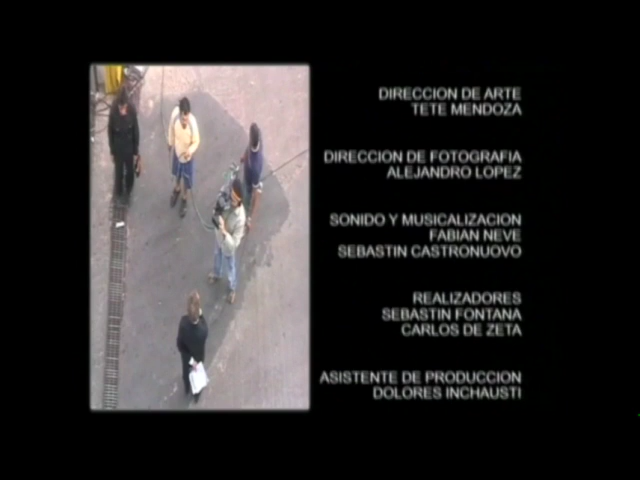 DIRECCION DE ARTE
TETE MENDOZA
DIRECCION DE FOTOGRAFIA
ALEJANDRO LOPEZ
SONIDO Y MUSICALIZACION
FABIAN NEVE
SEBASTIN CASTRONUOVO
REALIZADORES
SEBASTIN FONTANA
CARLOS DE ZETA
ASISTENTE DE PRODUCCION
DOLORES INCHAUSTI